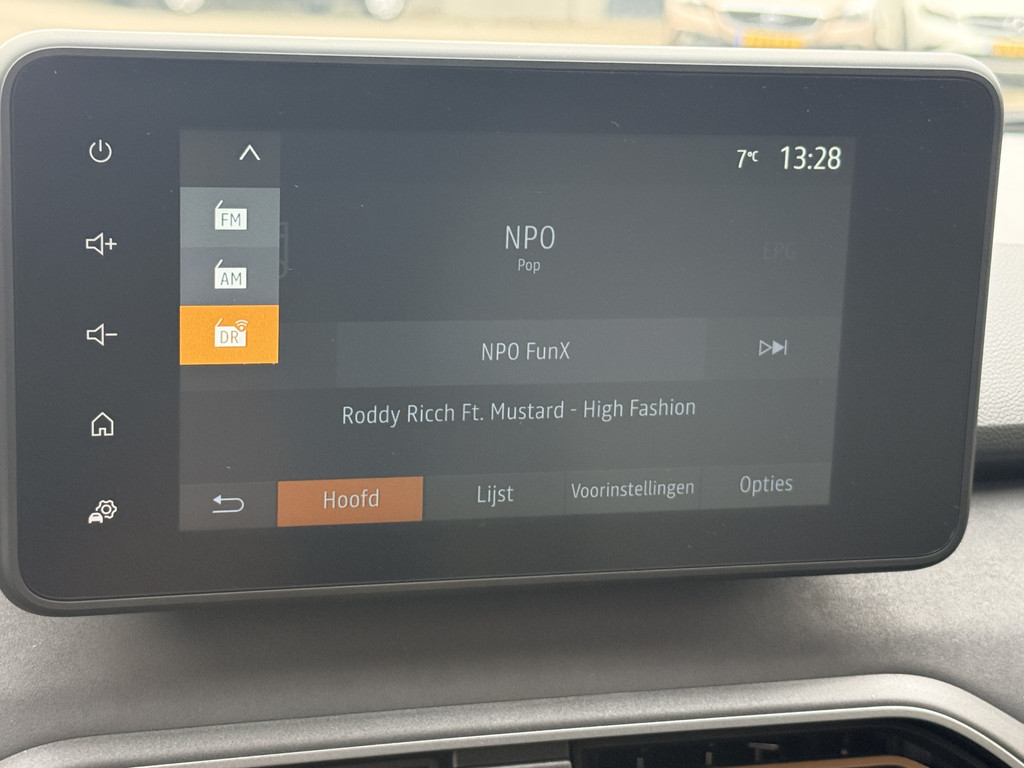 7°C 13:28
FM
AM
DR
NPO
Pop
EPG
NPO FunX
Roddy Ricch Ft. Mustard - High Fashion
Hoofd
Lijst
Voorinstellingen
Opties